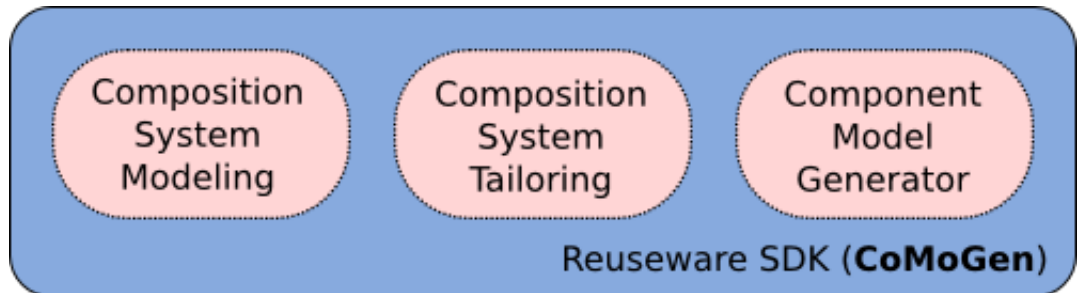 Composition
System
Modeling
Composition
System
Tailoring
Component
Model
Generator
Reuseware SDK (CoMoGen)